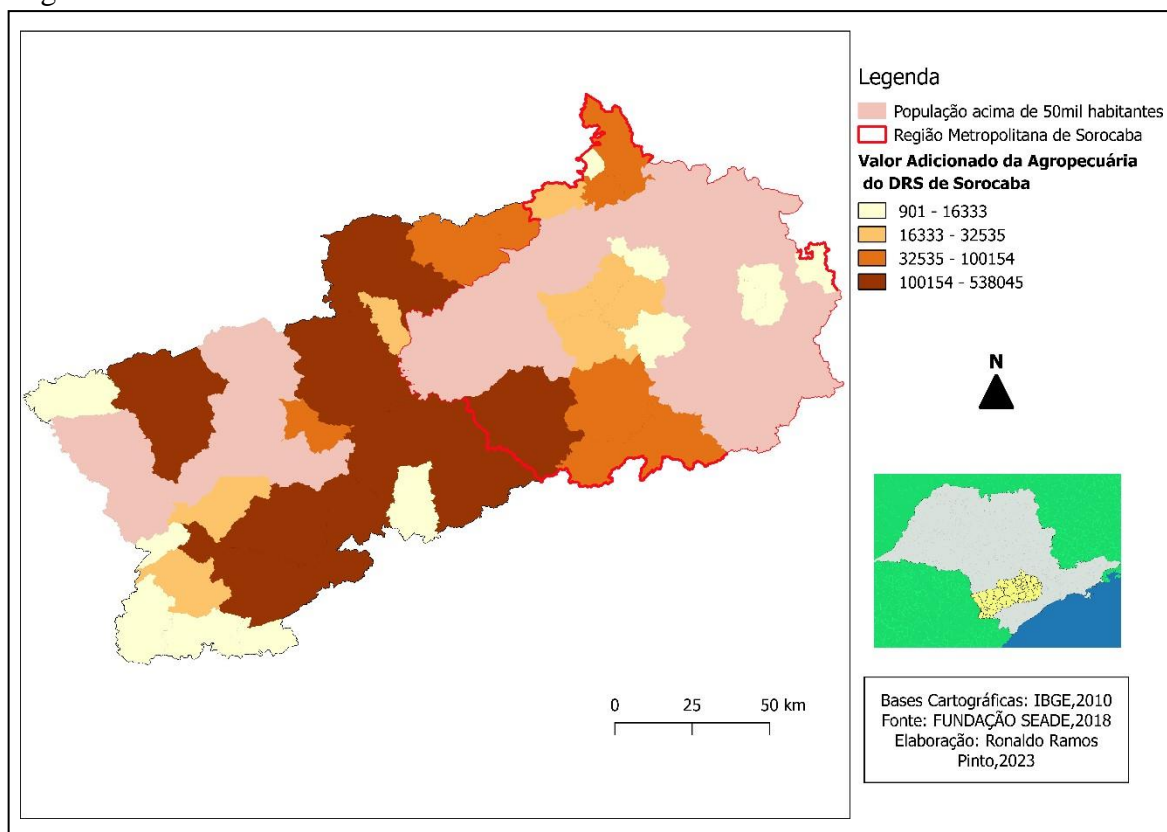 Legenda
População acima de 50mil habitantes
Região Metropolitana de Sorocaba
Valor Adicionado da Agropecuária
do DRS de Sorocaba
901 - 16333
16333 - 32535
32535 - 100154
100154 - 538045
N
0 25 50 km
Bases Cartográficas: IBGE,2010
Fonte: FUNDAÇÃO SEADE,2018
Elaboração: Ronaldo Ramos
Pinto,2023